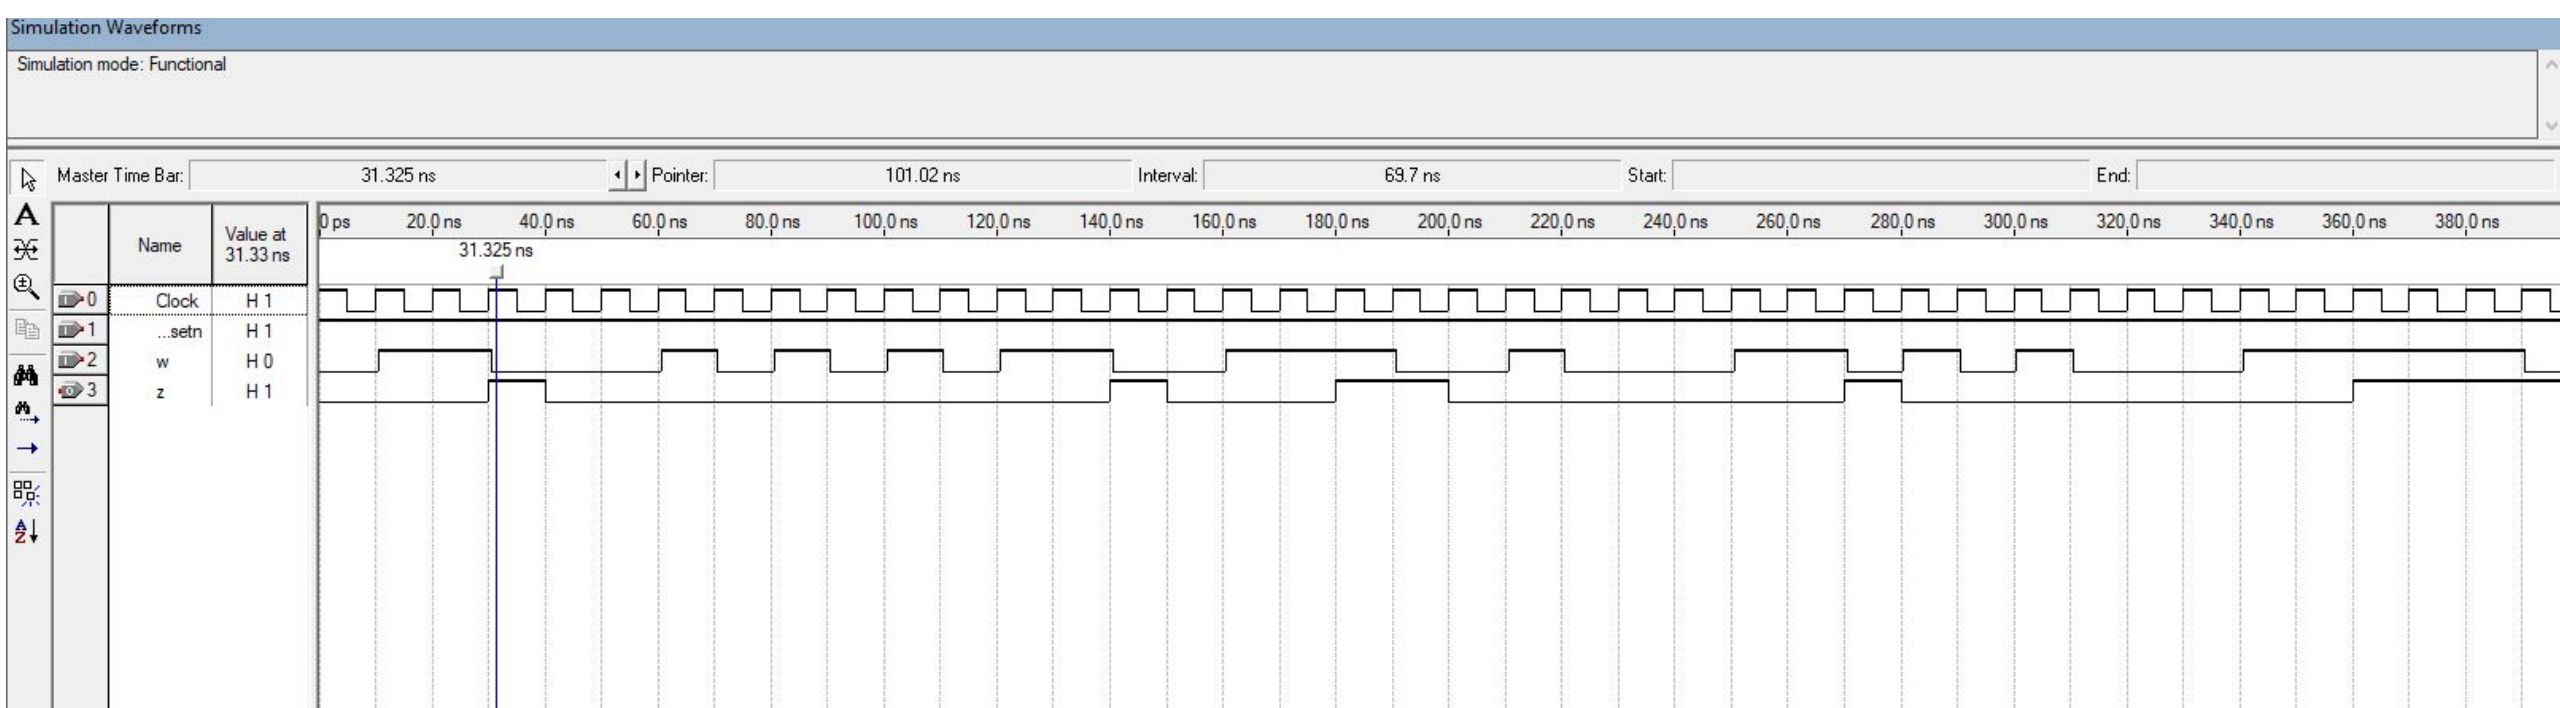 Simulation Waveforms
Simulation mode: Functional
Master Time Bar: 31.325 ns Pointer: 101.02 ns Interval: 69.7 ns Start: End:
Name Value at 31.33 ns
0 ps 20.0 ns 40.0 ns 60.0 ns 80.0 ns 100.0 ns 120.0 ns 140.0 ns 160.0 ns 180.0 ns 200.0 ns 220.0 ns 240.0 ns 260.0 ns 280.0 ns 300.0 ns 320.0 ns 340.0 ns 360.0 ns 380.0 ns
31.325 ns
0 Clock H 1
1 ...setn H 1
2 w H 0
3 z H 1